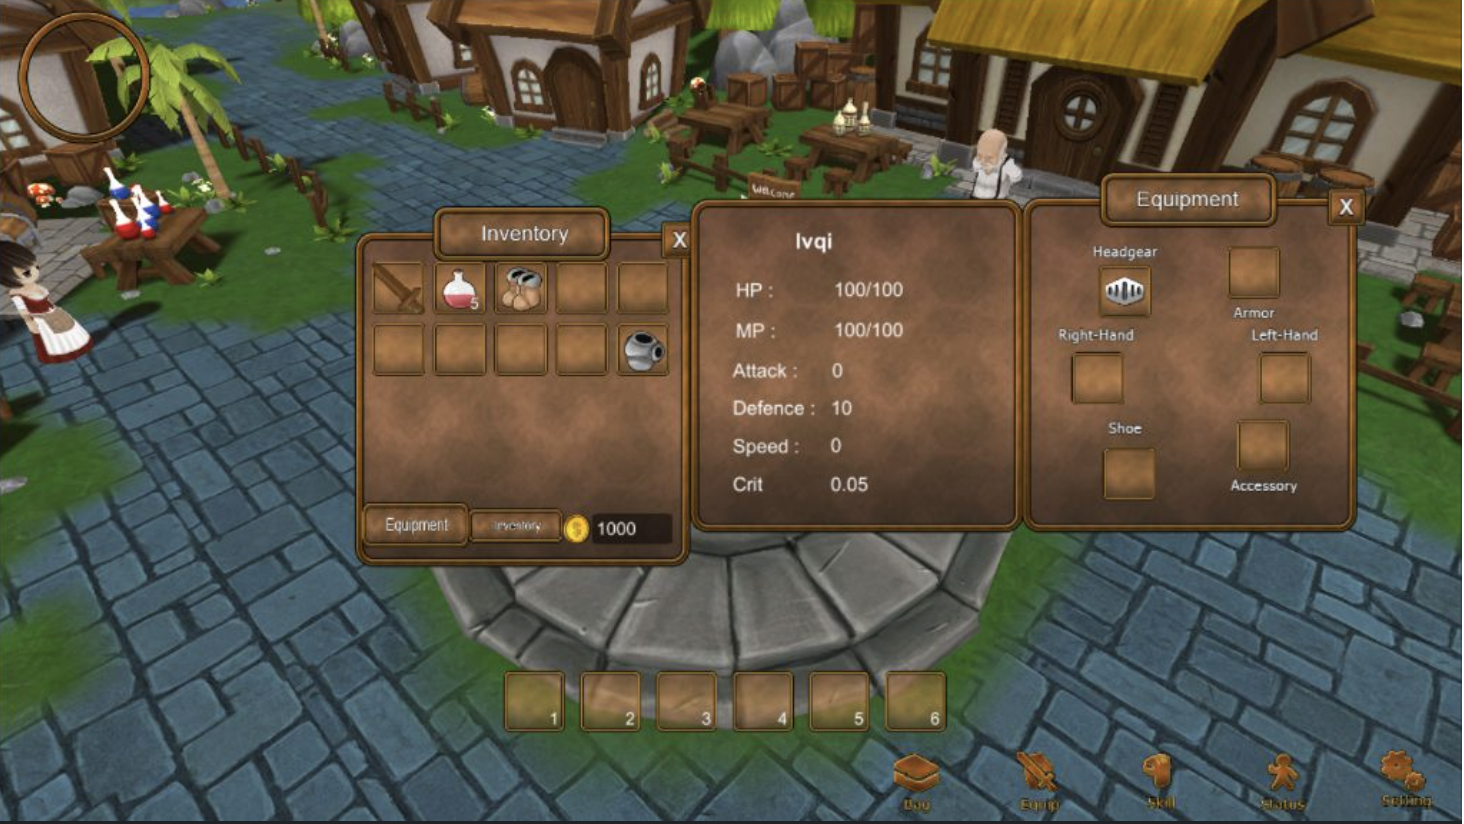 Welcome
Inventory
X
5
Equipment
Inventory
1000
lvqi
HP : 100/100
MP : 100/100
Attack : 0
Defence : 10
Speed : 0
Crit 0.05
Equipment
X
Headgear
Armor
Right-Hand
Left-Hand
Shoe
Accessory
1
2
3
4
5
6
Bag
Equip
Skill
Status
Setting